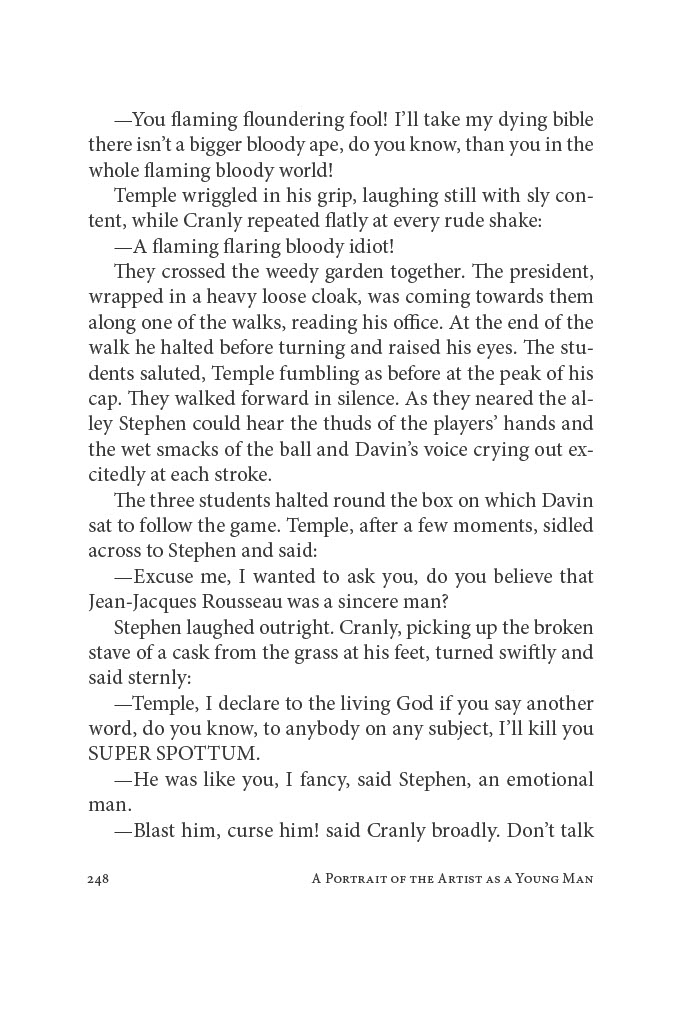 —You flaming floundering fool! I’ll take my dying bible
there isn’t a bigger bloody ape, do you know, than you in the
whole flaming bloody world!
Temple wriggled in his grip, laughing still with sly con-
tent, while Cranly repeated flatly at every rude shake:
—A flaming flaring bloody idiot!
They crossed the weedy garden together. The president,
wrapped in a heavy loose cloak, was coming towards them
along one of the walks, reading his office. At the end of the
walk he halted before turning and raised his eyes. The stu-
dents saluted, Temple fumbling as before at the peak of his
cap. They walked forward in silence. As they neared the al-
ley Stephen could hear the thuds of the players’ hands and
the wet smacks of the ball and Davin’s voice crying out ex-
citedly at each stroke.
The three students halted round the box on which Davin
sat to follow the game. Temple, after a few moments, sidled
across to Stephen and said:
—Excuse me, I wanted to ask you, do you believe that
Jean-Jacques Rousseau was a sincere man?
Stephen laughed outright. Cranly, picking up the broken
stave of a cask from the grass at his feet, turned swiftly and
said sternly:
—Temple, I declare to the living God if you say another
word, do you know, to anybody on any subject, I’ll kill you
SUPER SPOTTUM.
—He was like you, I fancy, said Stephen, an emotional
man.
—Blast him, curse him! said Cranly broadly. Don’t talk
248 A Portrait of the Artist as a Young Man